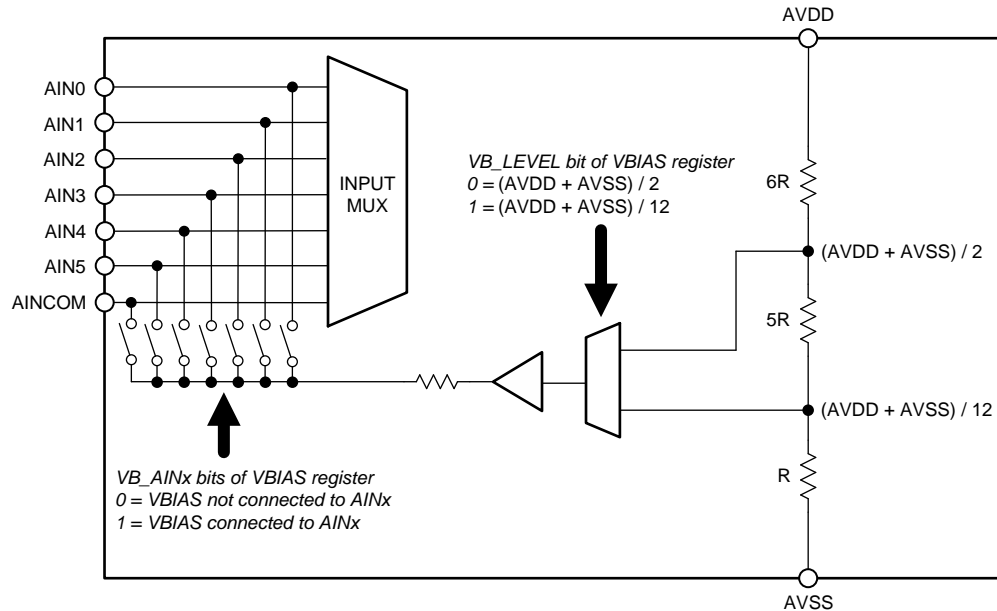 AVDD
AIN0
AIN1
AIN2
AIN3
AIN4
AIN5
AINCOM
INPUT
MUX
VB_LEVEL bit of VBIAS register
0 = (AVDD + AVSS) / 2
1 = (AVDD + AVSS) / 12
6R
(AVDD + AVSS) / 2
5R
(AVDD + AVSS) / 12
R
VB_AINx bits of VBIAS register
0 = VBIAS not connected to AINx
1 = VBIAS connected to AINx
AVSS